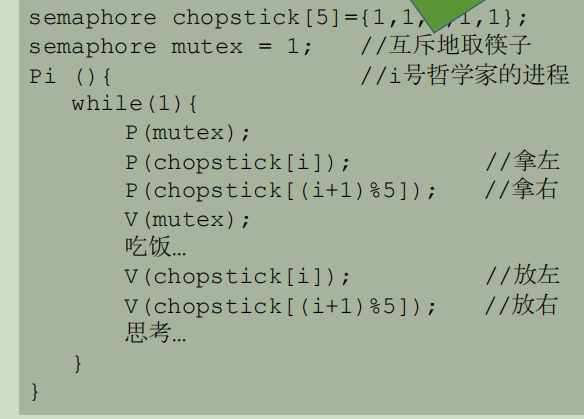 semaphore chopstick[5]={1,1, ,1,1};
semaphore mutex = 1; //互斥地取筷子
Pi (){ //i号哲学家的进程
while(1){
P(mutex);
P(chopstick[i]); //拿左
P(chopstick[(i+1)%5]); //拿右
V(mutex);
吃饭…
V(chopstick[i]); //放左
V(chopstick[(i+1)%5]); //放右
思考…
}
}